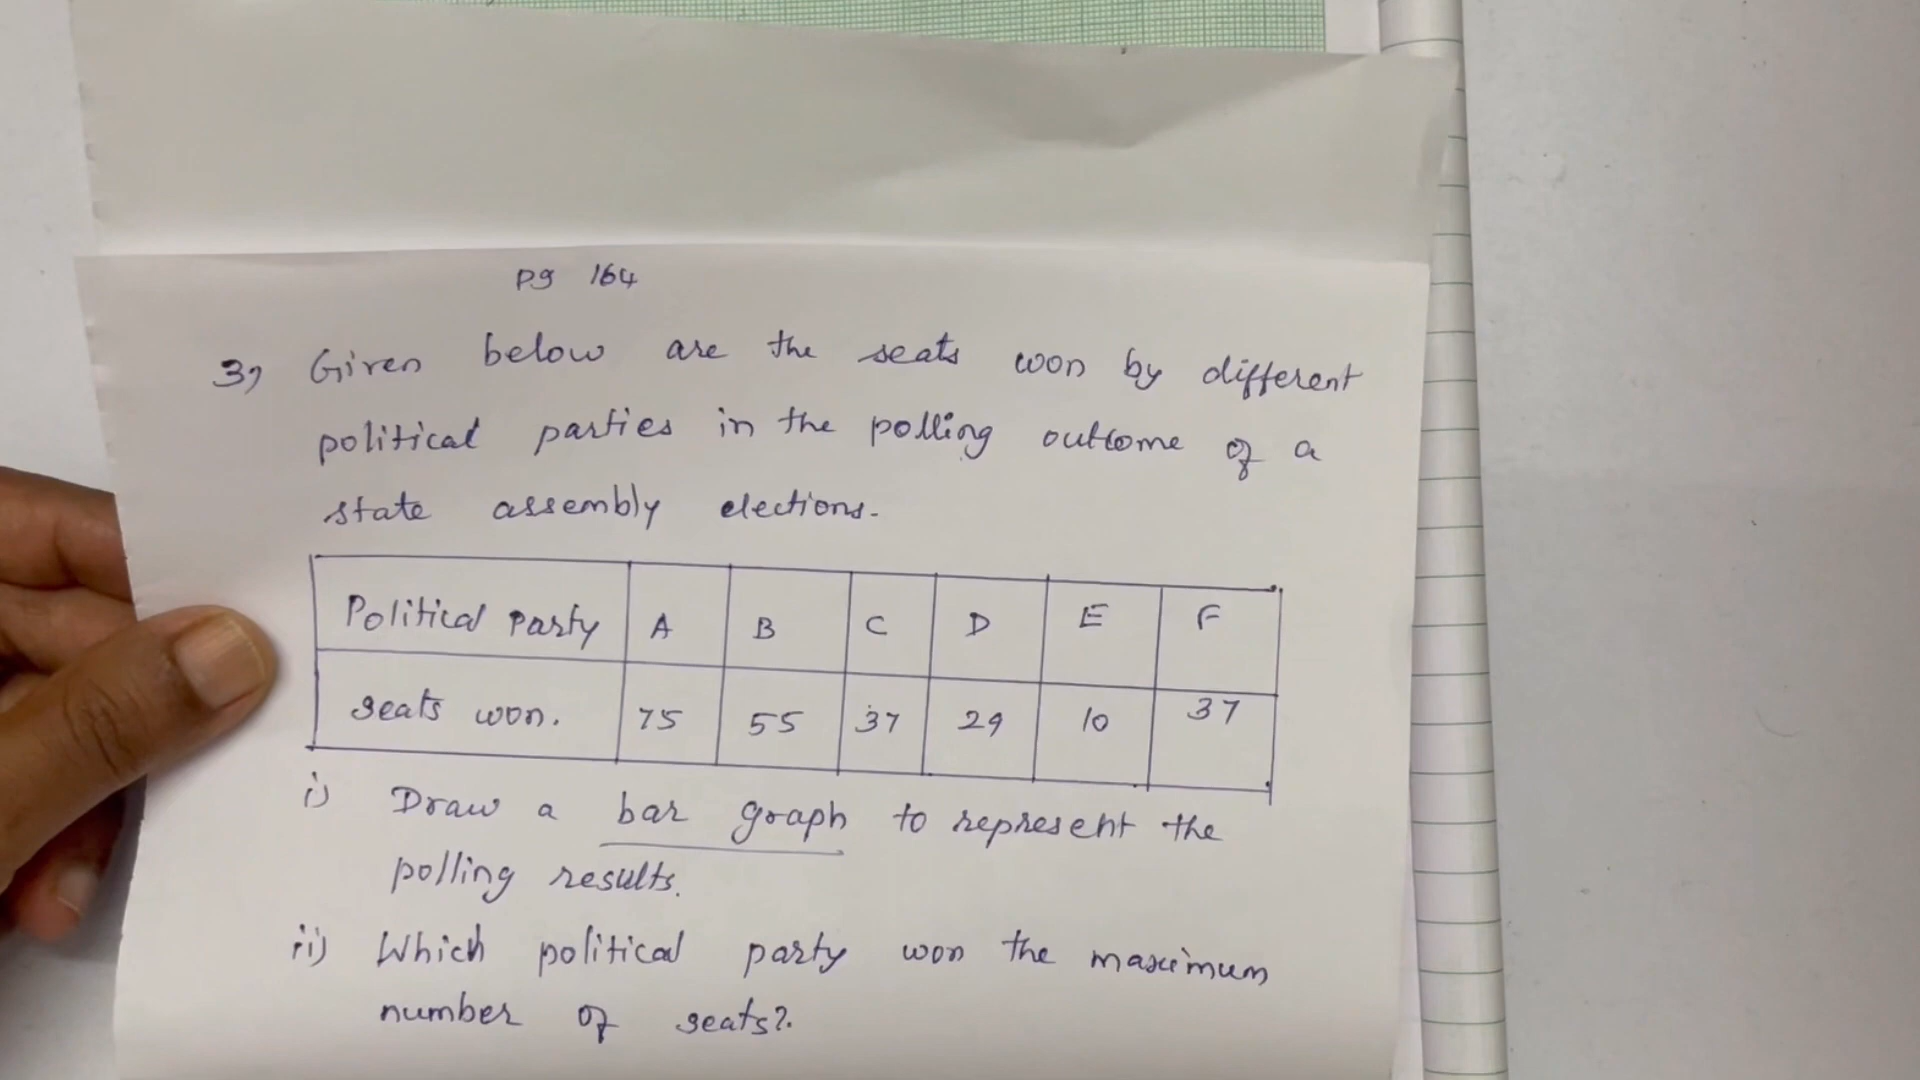 Pg 164
3) Given below are the seats won by different
political parties in the polling outcome of a
state assembly elections.
Political Party A B C D E F
seats won. 75 55 37 29 10 37
i) Draw a bar graph to represent the
polling results.
ii) Which political party won the maximum
number of seats?.